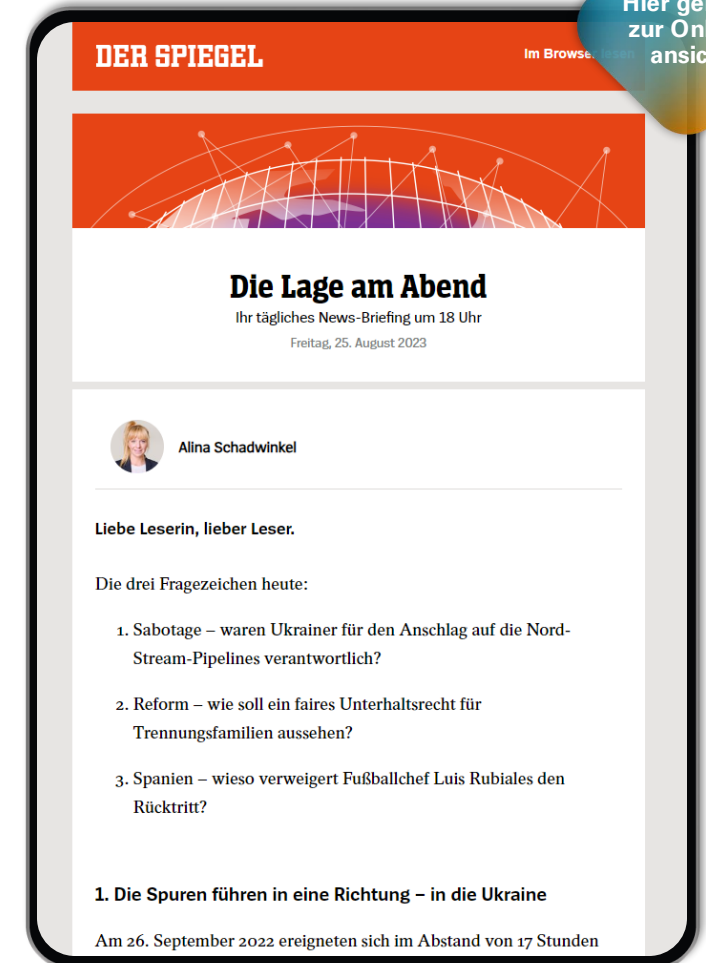 Hier
zur
DER SPIEGEL
Im Browser lesen
Die Lage am Abend
Ihr tägliches News-Briefing um 18 Uhr
Freitag, 25. August 2023
Alina Schadwinkel
Liebe Leserin, lieber Leser.
Die drei Fragezeichen heute:
1. Sabotage – waren Ukrainer für den Anschlag auf die Nord-
Stream-Pipelines verantwortlich?
2. Reform – wie soll ein faires Unterhaltsrecht für
Trennungsfamilien aussehen?
3. Spanien – wieso verweigert Fußballchef Luis Rubiales den
Rücktritt?
1. Die Spuren führen in eine Richtung – in die Ukraine
Am 26. September 2022 ereigneten sich im Abstand von 17 Stunden